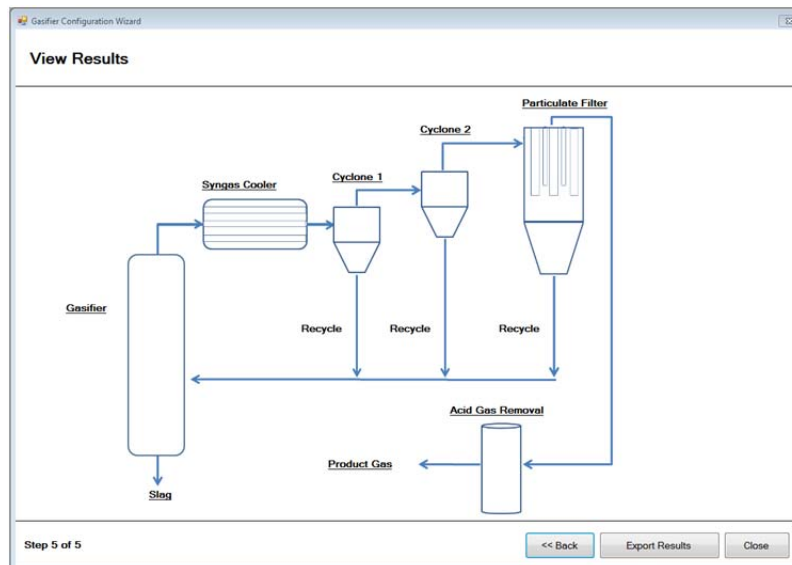 Gasifier Configuration Wizard
View Results
Particulate Filter
Cyclone 2
Cyclone 1
Syngas Cooler
Gasifier
Recycle Recycle Recycle
Acid Gas Removal
Product Gas
Slag
Step 5 of 5 << Back Export Results Close